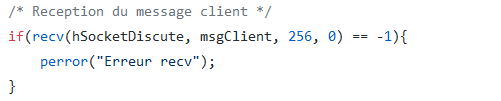 /* Reception du message client */
if(recv(hSocketDiscute, msgClient, 256, 0) == -1){
    perror("Erreur recv");
}